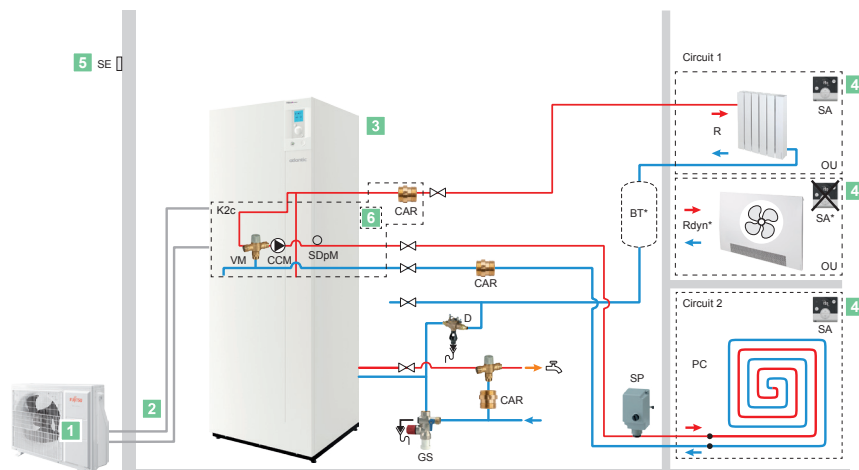 Circuit 1
5
SE
4
SA
3
R
OU
K2c
6
CAR
4
SA*
BT*
Rdyn*
OU
SDpM
VM
CCM
CAR
Circuit 2
4
SA
D
PC
SP
2
CAR
1
GS